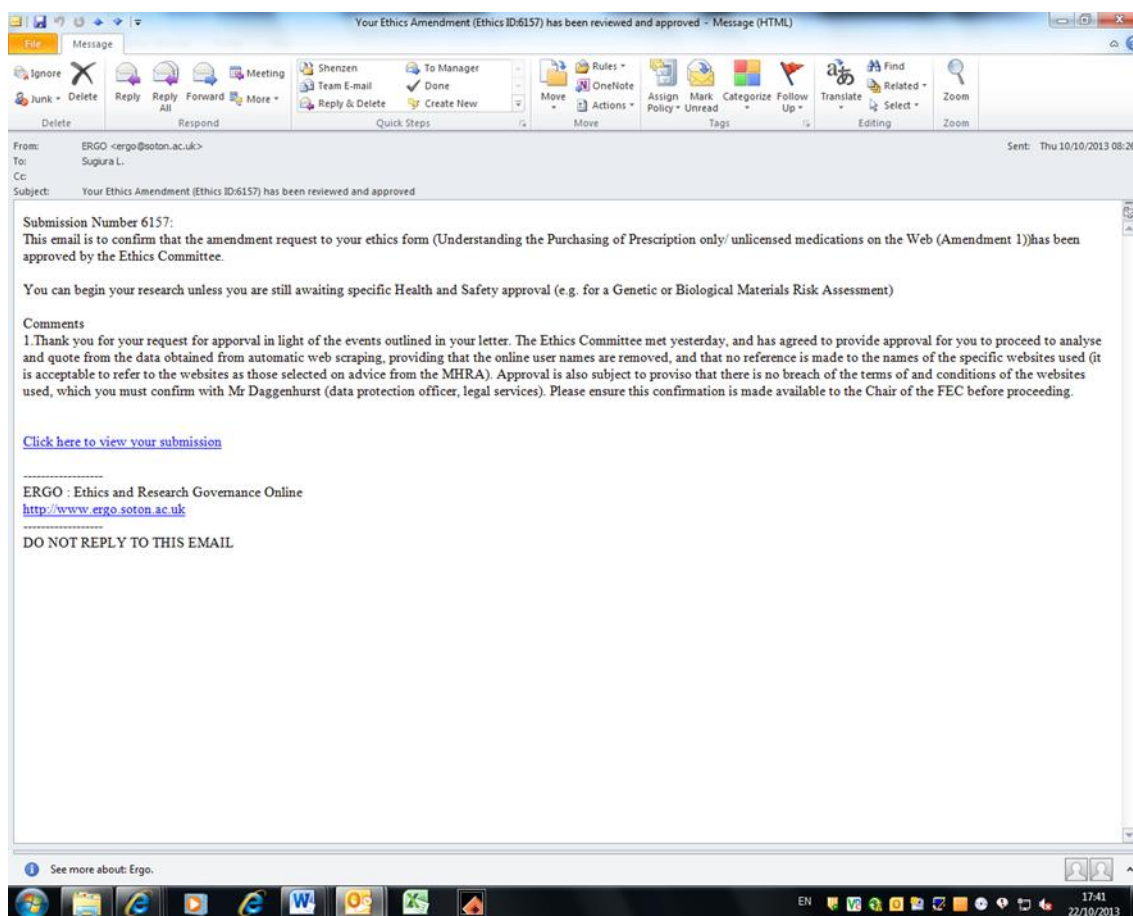 Your Ethics Amendment (Ethics ID:6157) has been reviewed and approved - Message (HTML)
File Message
Ignore
Junk
Delete
Reply
Reply All
Forward
Meeting
More
Shenzen
Team E-mail
Reply & Delete
To Manager
Done
Create New
Move
Rules
OneNote
Actions
Assign Policy
Mark Unread
Categorize
Follow Up
Translate
Find
Related
Select
Zoom
Delete Respond Quick Steps Move Tags Editing Zoom
From: ERGO <ergo@soton.ac.uk> Sent: Thu 10/10/2013 08:26
To: Sugiura L.
Cc:
Subject: Your Ethics Amendment (Ethics ID:6157) has been reviewed and approved
Submission Number 6157:
This email is to confirm that the amendment request to your ethics form (Understanding the Purchasing of Prescription only/ unlicensed medications on the Web (Amendment 1))has been
approved by the Ethics Committee.
You can begin your research unless you are still awaiting specific Health and Safety approval (e.g. for a Genetic or Biological Materials Risk Assessment)
Comments
1.Thank you for your request for apporval in light of the events outlined in your letter. The Ethics Committee met yesterday, and has agreed to provide approval for you to proceed to analyse
and quote from the data obtained from automatic web scraping, providing that the online user names are removed, and that no reference is made to the names of the specific websites used (it
is acceptable to refer to the websites as those selected on advice from the MHRA). Approval is also subject to proviso that there is no breach of the terms of and conditions of the websites
used, which you must confirm with Mr Daggenhurst (data protection officer, legal services). Please ensure this confirmation is made available to the Chair of the FEC before proceeding.
Click here to view your submission
------------------
ERGO : Ethics and Research Governance Online
http://www.ergo.soton.ac.uk
------------------
DO NOT REPLY TO THIS EMAIL
See more about: Ergo.
EN 17:41
22/10/2013